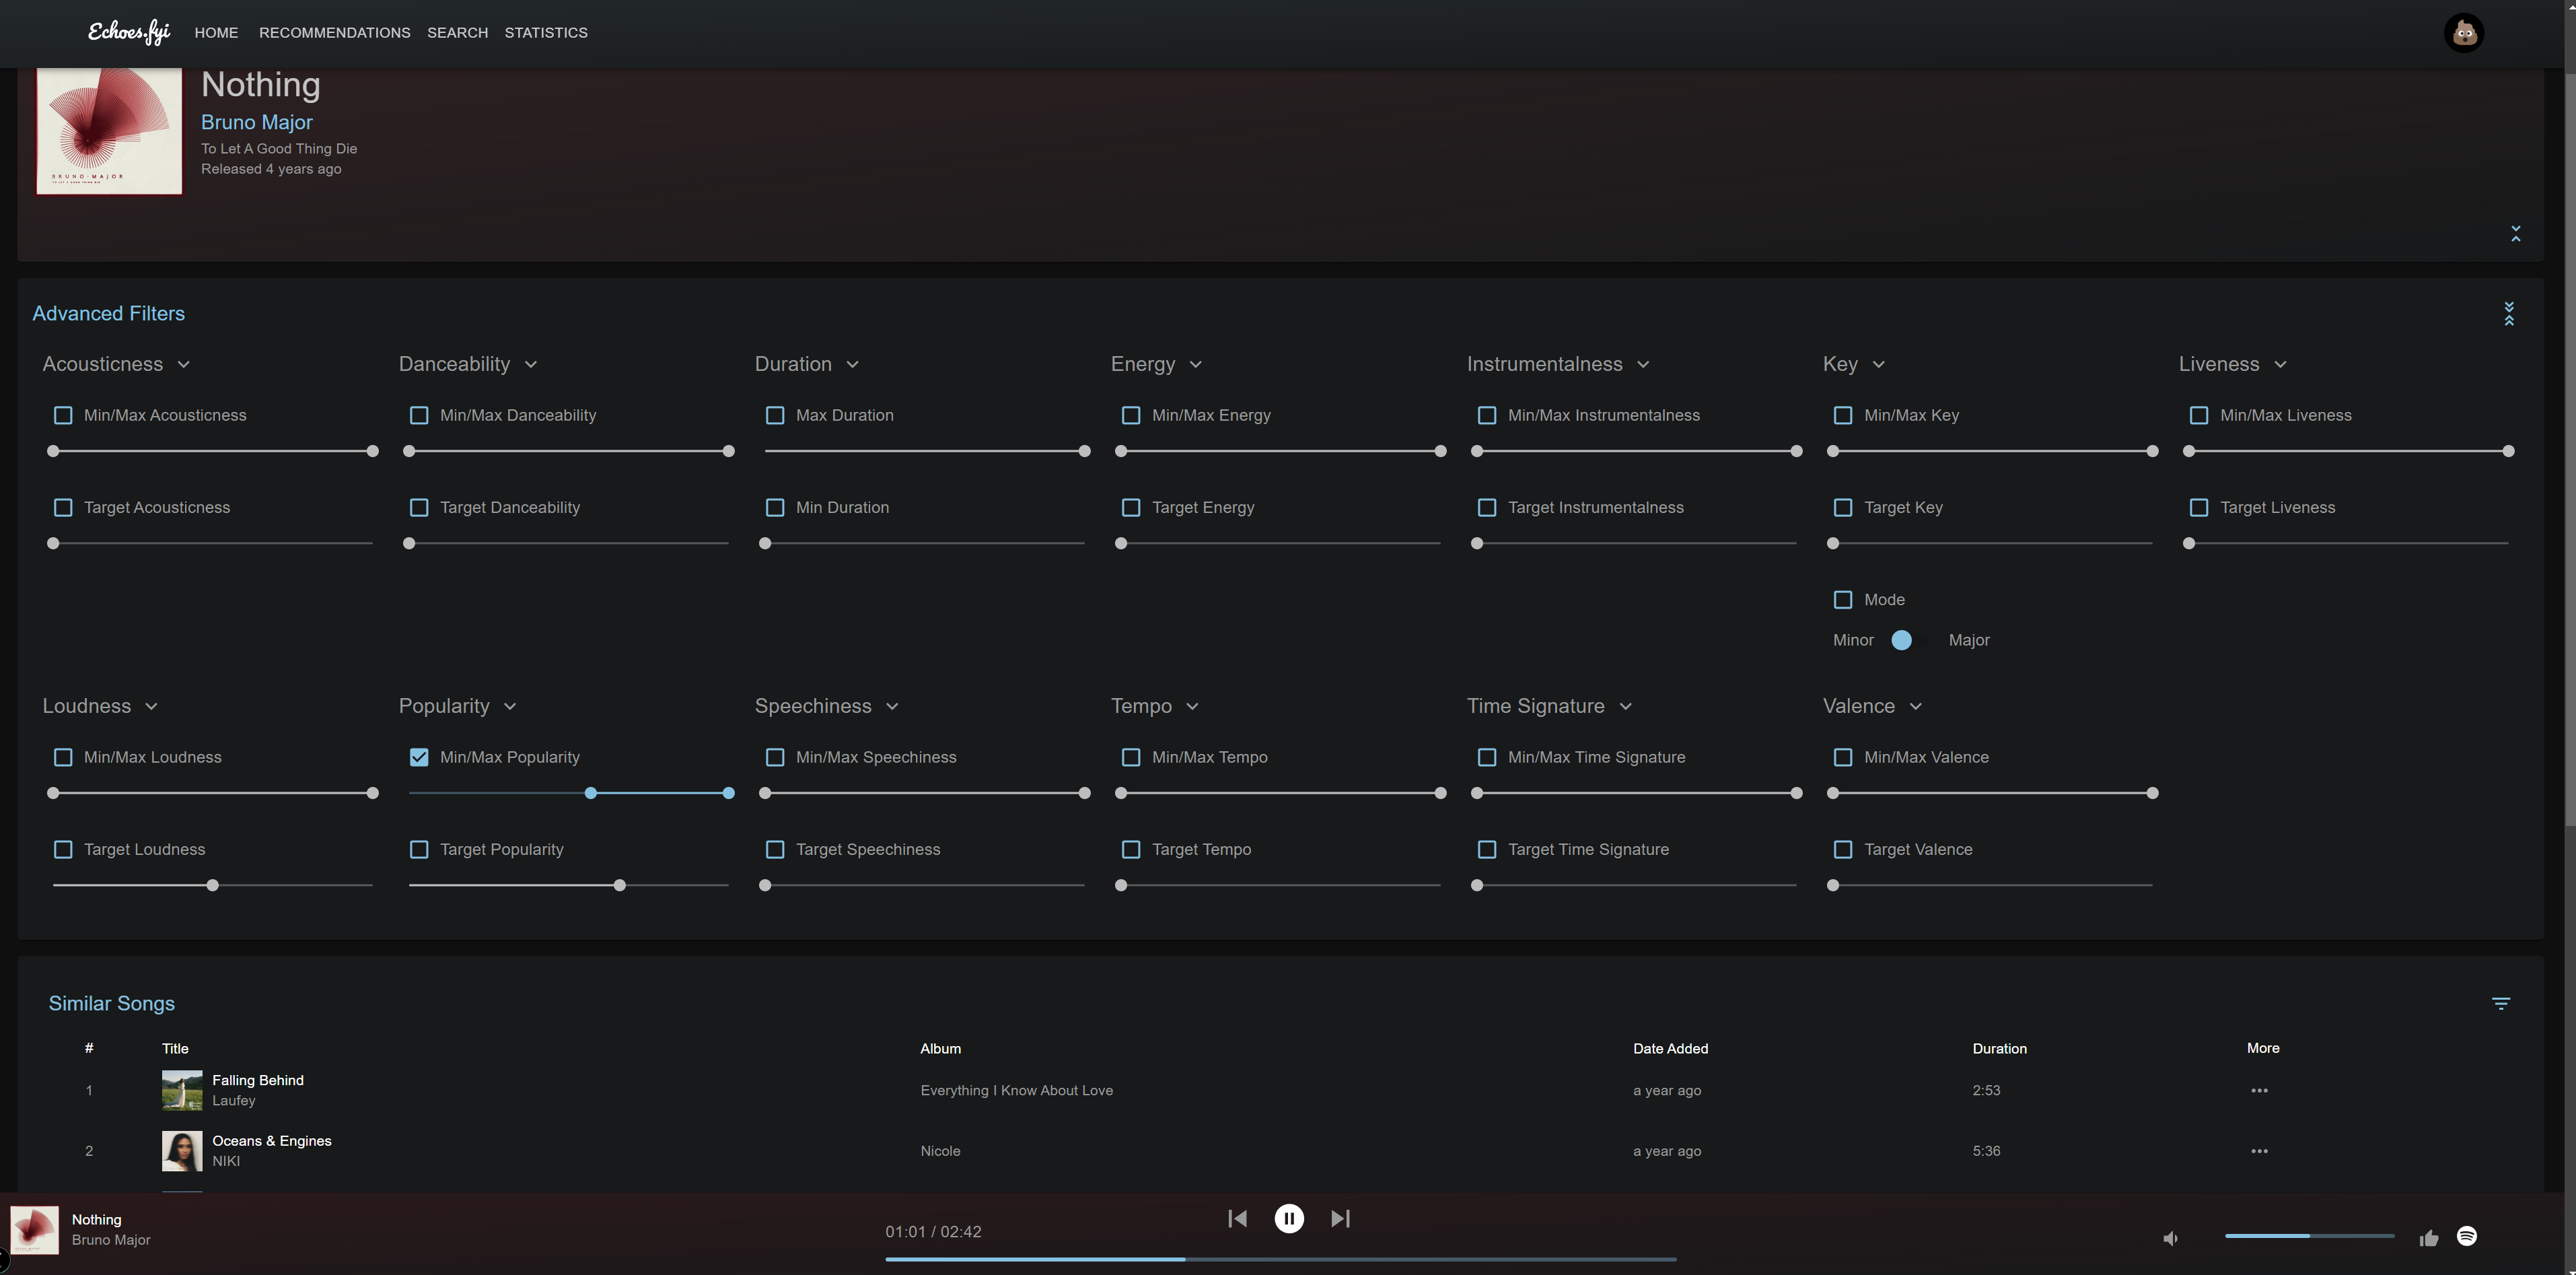 Echoes.fyi HOME RECOMMENDATIONS SEARCH STATISTICS
Nothing
Bruno Major
To Let A Good Thing Die
Released 4 years ago
BRUNO · MAJOR
TO LET A GOOD THING DIE
Advanced Filters
Acousticness Danceability Duration Energy Instrumentalness Key Liveness
Min/Max Acousticness Min/Max Danceability Max Duration Min/Max Energy Min/Max Instrumentalness Min/Max Key Min/Max Liveness
Target Acousticness Target Danceability Min Duration Target Energy Target Instrumentalness Target Key Target Liveness
Mode
Minor Major
Loudness Popularity Speechiness Tempo Time Signature Valence
Min/Max Loudness Min/Max Popularity Min/Max Speechiness Min/Max Tempo Min/Max Time Signature Min/Max Valence
Target Loudness Target Popularity Target Speechiness Target Tempo Target Time Signature Target Valence
Similar Songs
# Title Album Date Added Duration More
1 Falling Behind Everything I Know About Love a year ago 2:53
Laufey
2 Oceans & Engines Nicole a year ago 5:36
NIKI
Nothing
Bruno Major
01:01 / 02:42